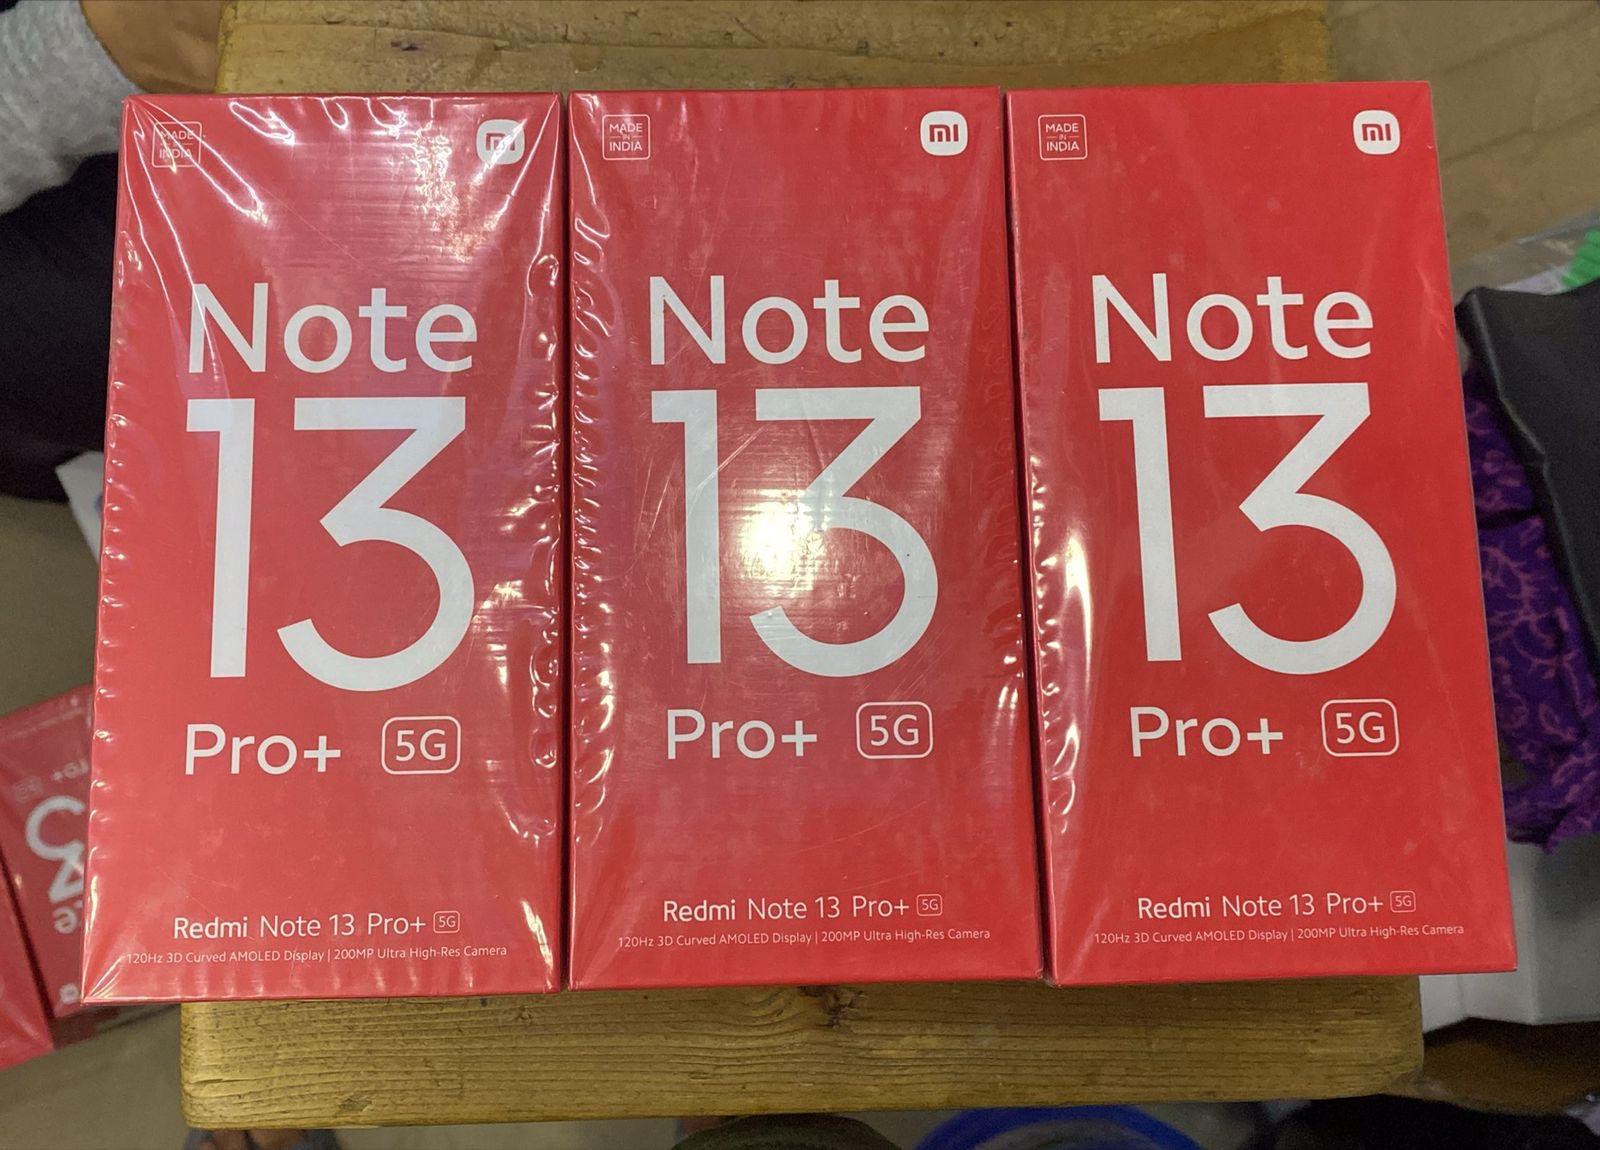 MADE
IN
INDIA
mi
Note
13
Pro+ 5G
Redmi Note 13 Pro+ 5G
120Hz 3D Curved AMOLED Display | 200MP Ultra High-Res Camera
MADE
IN
INDIA
mi
Note
13
Pro+ 5G
Redmi Note 13 Pro+ 5G
120Hz 3D Curved AMOLED Display | 200MP Ultra High-Res Camera
MADE
IN
INDIA
mi
Note
13
Pro+ 5G
Redmi Note 13 Pro+ 5G
120Hz 3D Curved AMOLED Display | 200MP Ultra High-Res Camera